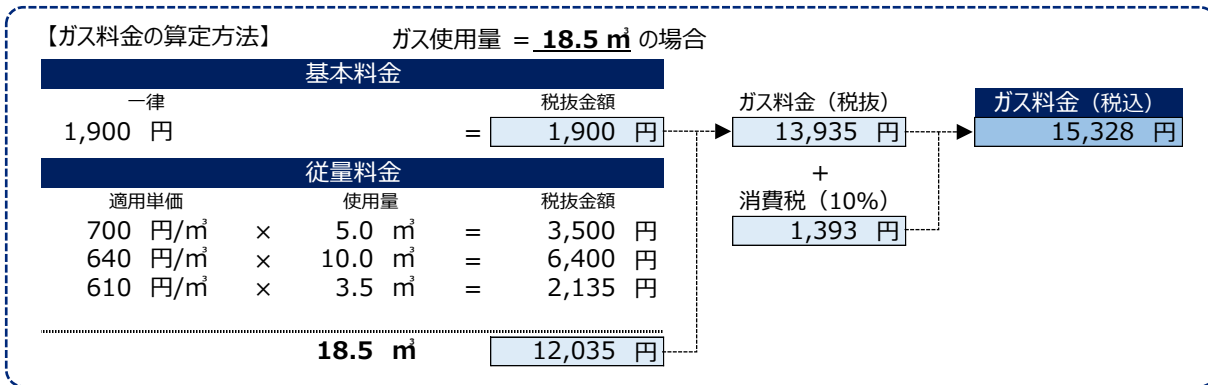 【ガス料金の算定方法】 ガス使用量 = 18.5 ㎥ の場合
基本料金
一律 税抜金額
1,900 円 = 1,900 円
従量料金
適用単価 使用量 税抜金額
700 円/㎥ × 5.0 ㎥ = 3,500 円
640 円/㎥ × 10.0 ㎥ = 6,400 円
610 円/㎥ × 3.5 ㎥ = 2,135 円
18.5 ㎥ 12,035 円
ガス料金（税抜）
13,935 円
+
消費税（10%）
1,393 円
ガス料金（税込）
15,328 円